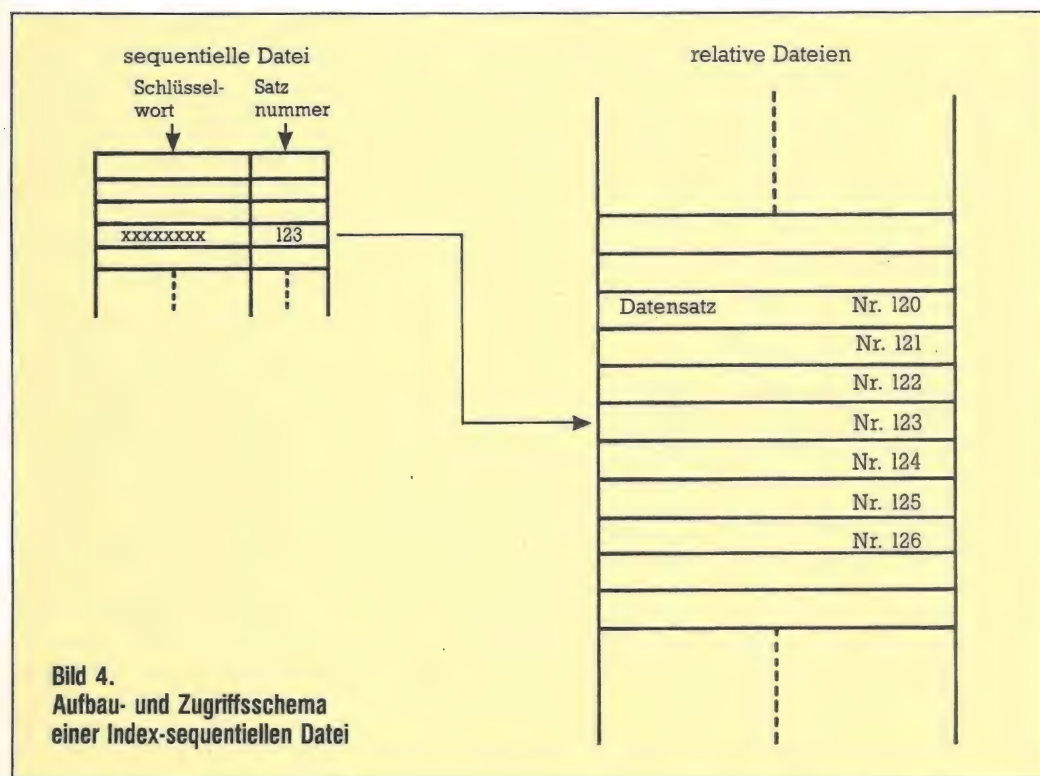 sequentielle Datei
Schlüssel-
wort
Satz
nummer
xxxxxxxx 123
relative Dateien
Datensatz Nr. 120
Nr. 121
Nr. 122
Nr. 123
Nr. 124
Nr. 125
Nr. 126
Bild 4.
Aufbau- und Zugriffsschema
einer Index-sequentiellen Datei